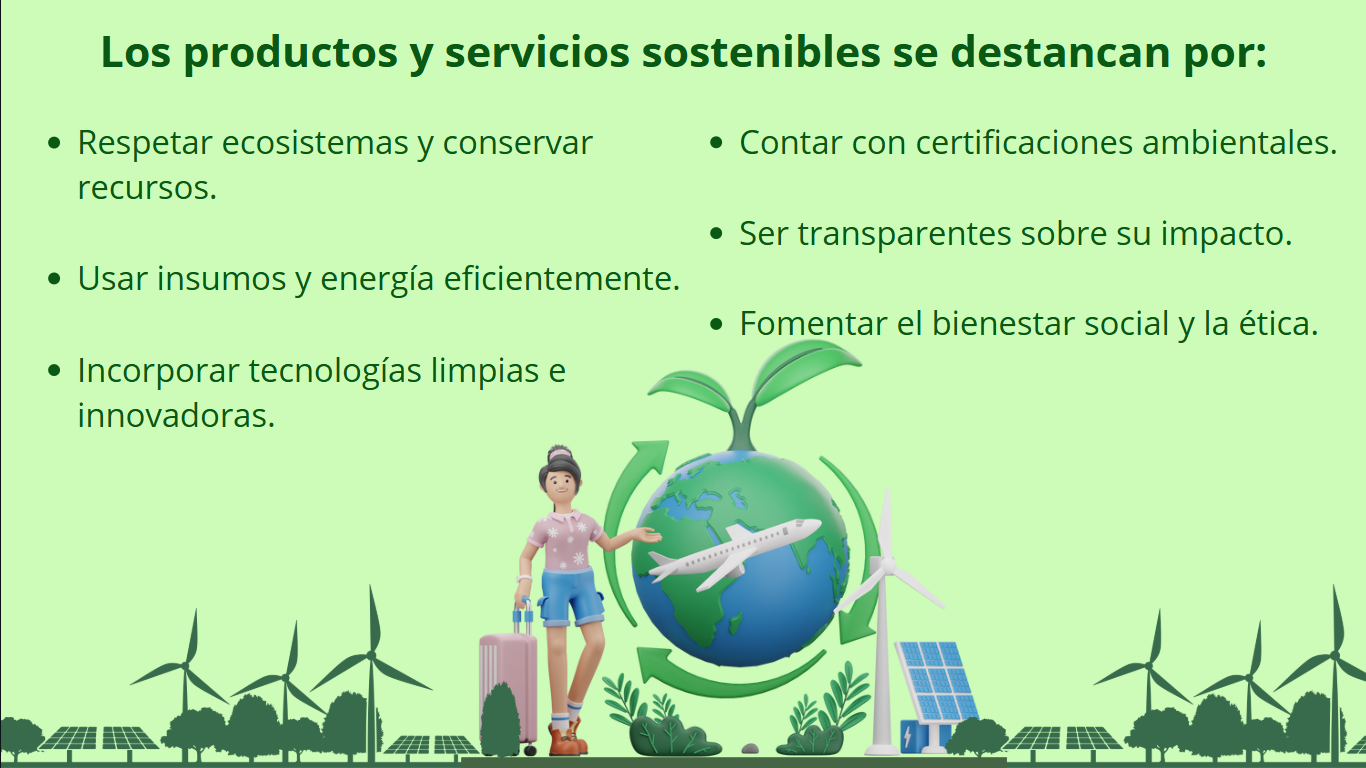 Los productos y servicios sostenibles se destancan por:
• Respetar ecosistemas y conservar
recursos.
• Usar insumos y energía eficientemente.
• Incorporar tecnologías limpias e
innovadoras.
• Contar con certificaciones ambientales.
• Ser transparentes sobre su impacto.
• Fomentar el bienestar social y la ética.